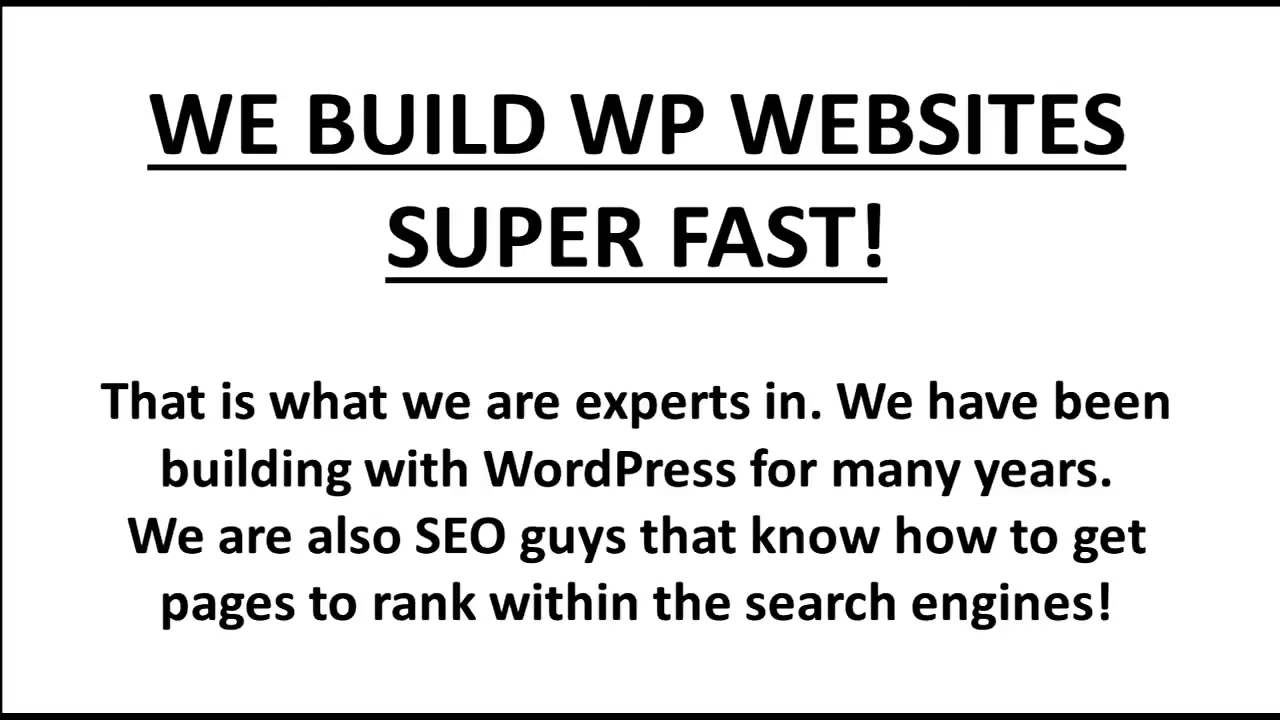 WE BUILD WP WEBSITES
SUPER FAST!
That is what we are experts in. We have been
building with WordPress for many years.
We are also SEO guys that know how to get
pages to rank within the search engines!